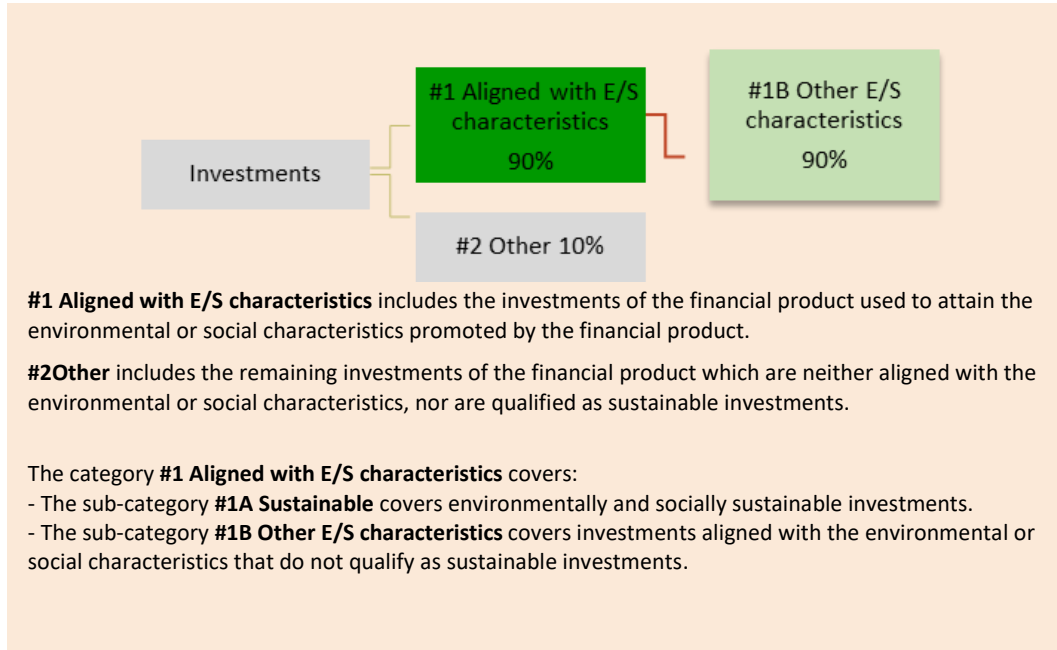 #1 Aligned with E/S
characteristics
90%
#1B Other E/S
characteristics
90%
Investments
#2 Other 10%
#1 Aligned with E/S characteristics includes the investments of the financial product used to attain the
environmental or social characteristics promoted by the financial product.
#2Other includes the remaining investments of the financial product which are neither aligned with the
environmental or social characteristics, nor are qualified as sustainable investments.
The category #1 Aligned with E/S characteristics covers:
- The sub-category #1A Sustainable covers environmentally and socially sustainable investments.
- The sub-category #1B Other E/S characteristics covers investments aligned with the environmental or
social characteristics that do not qualify as sustainable investments.